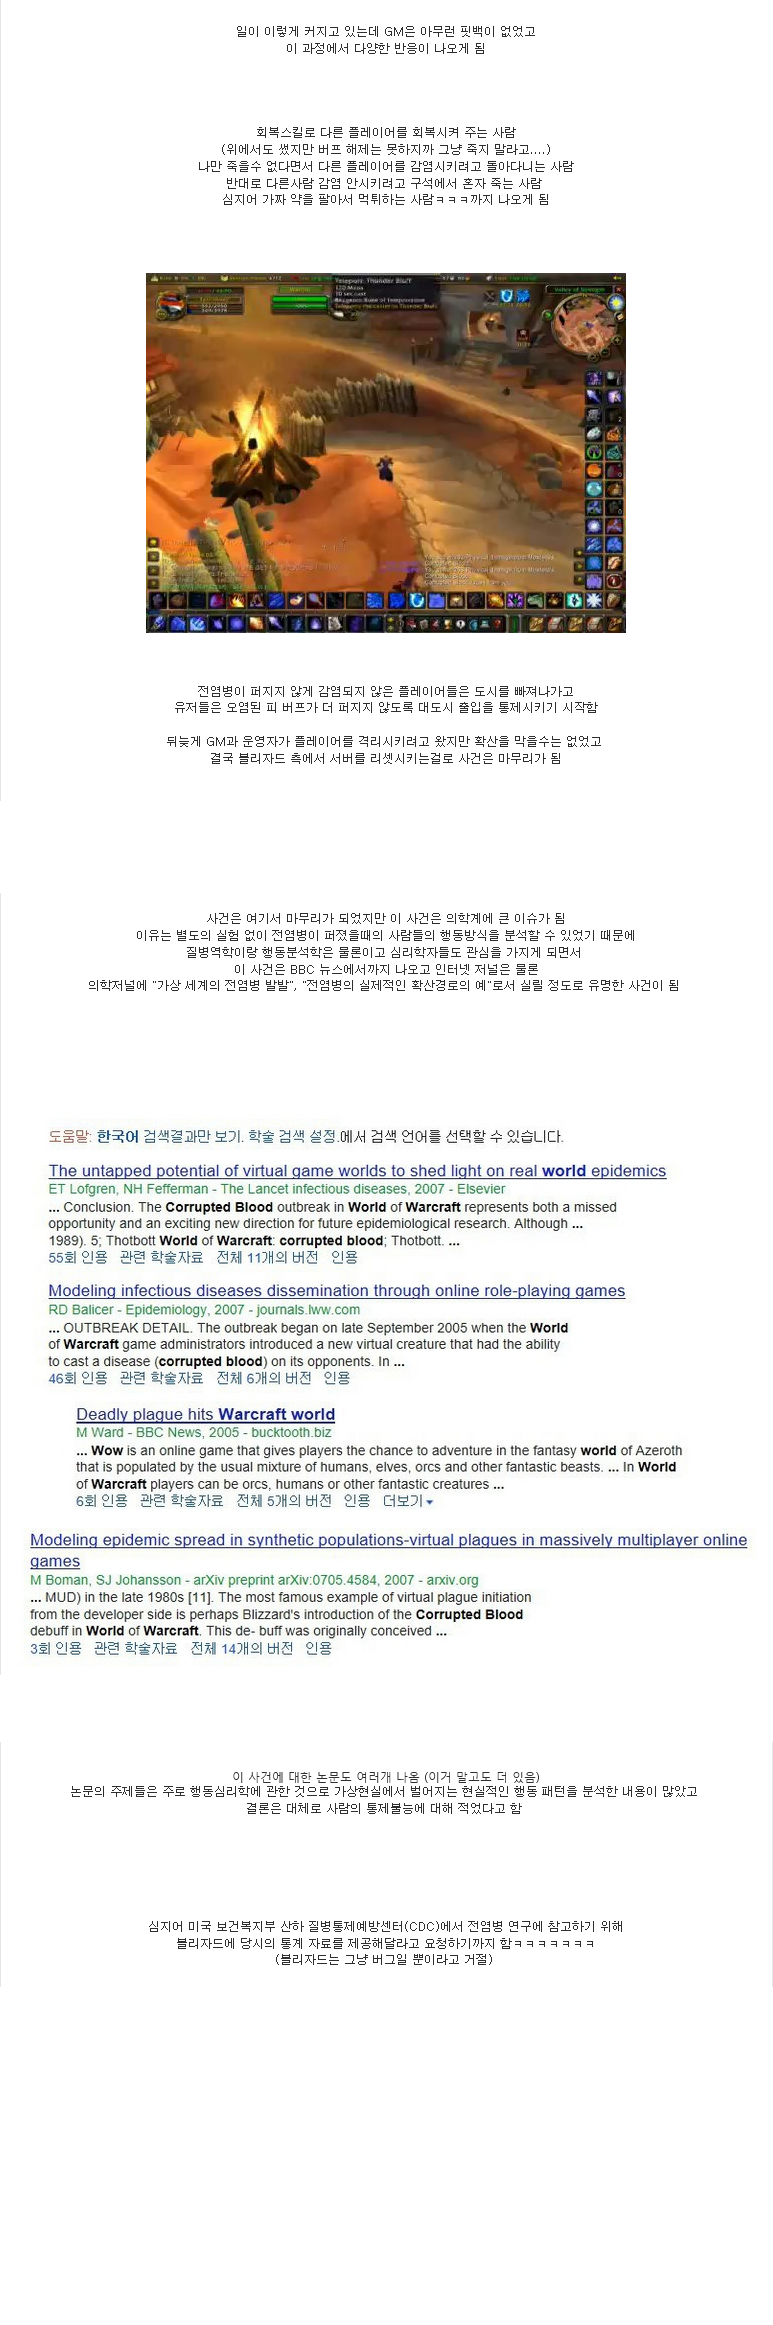 일이 이렇게 커지고 있는데 GM은 아무런 핏백이 없었고
이 과정에서 다양한 반응이 나오게 됨
회복스킬로 다른 플레이어를 회복시켜 주는 사람
(위에서도 썼지만 버프 해제는 못하지까 그냥 죽지 말라고....)
나만 죽을수 없다면서 다른 플레이어를 감염시키려고 돌아다니는 사람
반대로 다른사람 감염 안시키려고 구석에서 혼자 죽는 사람
심지어 가짜 약을 팔아서 먹튀하는 사람ㅋㅋㅋ까지 나오게 됨
Teleport: Thunder Bluff
120 Mana
10 sec cast
Valley of Strength
전염병이 퍼지지 않게 감염되지 않은 플레이어들은 도시를 빠져나가고
유저들은 오염된 피 버프가 더 퍼지지 않도록 대도시 출입을 통제시키기 시작함
뒤늦게 GM과 운영자가 플레이어를 격리시키려고 왔지만 확산을 막을수는 없었고
결국 블리자드 측에서 서버를 리셋시키는걸로 사건은 마무리가 됨
사건은 여기서 마무리가 되었지만 이 사건은 의학계에 큰 이슈가 됨
이유는 별도의 실험 없이 전염병이 퍼졌을때의 사람들의 행동방식을 분석할 수 있었기 때문에
질병역학이랑 행동분석학은 물론이고 심리학자들도 관심을 가지게 되면서
이 사건은 BBC 뉴스에서까지 나오고 인터넷 저널은 물론
의학저널에 "가상 세계의 전염병 발발", "전염병의 실제적인 확산경로의 예"로서 실릴 정도로 유명한 사건이 됨
도움말: 한국어 검색결과만 보기. 학술 검색 설정.에서 검색 언어를 선택할 수 있습니다.
The untapped potential of virtual game worlds to shed light on real world epidemics
ET Lofgren, NH Fefferman - The Lancet infectious diseases, 2007 - Elsevier
... Conclusion. The Corrupted Blood outbreak in World of Warcraft represents both a missed
opportunity and an exciting new direction for future epidemiological research. Although ...
1989). 5; Thotbott World of Warcraft: corrupted blood; Thotbott. ...
55회 인용 관련 학술자료 전체 11개의 버전 인용
Modeling infectious diseases dissemination through online role-playing games
RD Balicer - Epidemiology, 2007 - journals.lww.com
... OUTBREAK DETAIL. The outbreak began on late September 2005 when the World
of Warcraft game administrators introduced a new virtual creature that had the ability
to cast a disease (corrupted blood) on its opponents. In ...
46회 인용 관련 학술자료 전체 6개의 버전 인용
Deadly plague hits Warcraft world
M Ward - BBC News, 2005 - bucktooth.biz
... Wow is an online game that gives players the chance to adventure in the fantasy world of Azeroth
that is populated by the usual mixture of humans, elves, orcs and other fantastic beasts. ... In World
of Warcraft players can be orcs, humans or other fantastic creatures ...
6회 인용 관련 학술자료 전체 5개의 버전 인용 더보기
Modeling epidemic spread in synthetic populations-virtual plagues in massively multiplayer online
games
M Boman, SJ Johansson - arXiv preprint arXiv:0705.4584, 2007 - arxiv.org
... MUD) in the late 1980s [11]. The most famous example of virtual plague initiation
from the developer side is perhaps Blizzard's introduction of the Corrupted Blood
debuff in World of Warcraft. This de- buff was originally conceived ...
3회 인용 관련 학술자료 전체 14개의 버전 인용
이 사건에 대한 논문도 여러개 나옴 (이거 말고도 더 있음)
논문의 주제들은 주로 행동심리학에 관한 것으로 가상현실에서 벌어지는 현실적인 행동 패턴을 분석한 내용이 많았고
결론은 대체로 사람의 통제불능에 대해 적었다고 함
심지어 미국 보건복지부 산하 질병통제예방센터(CDC)에서 전염병 연구에 참고하기 위해
블리자드에 당시의 통계 자료를 제공해달라고 요청하기까지 함ㅋㅋㅋㅋㅋㅋㅋ
(블리자드는 그냥 버그일 뿐이라고 거절)